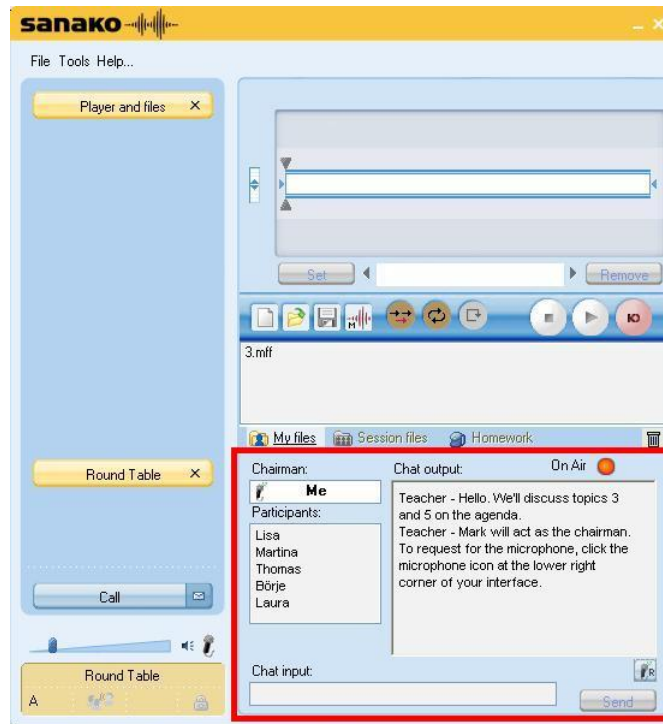 sanako
File Tools Help...
Player and files
Set
Remove
M
3.mff
My files
Session files
Homework
Round Table
Chairman:
Me
Participants:
Lisa
Martina
Thomas
Börje
Laura
Chat output:
On Air
Teacher - Hello. We'll discuss topics 3
and 5 on the agenda.
Teacher - Mark will act as the chairman.
To request for the microphone, click the
microphone icon at the lower right
corner of your interface.
Call
Round Table
A
Chat input:
R
Send